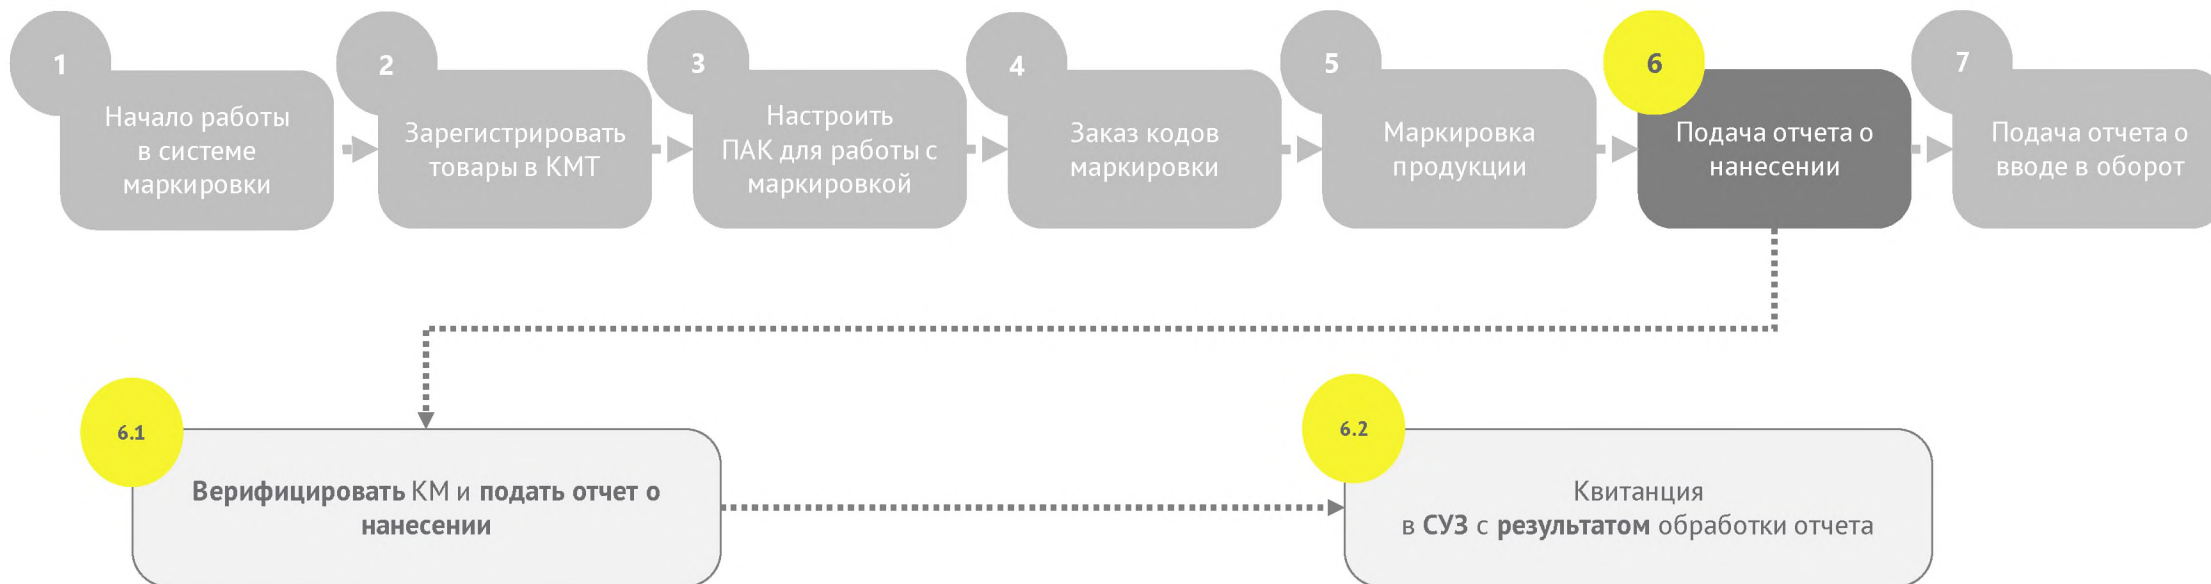 1
Начало работы
в системе
маркировки
2
Зарегистрировать
товары в КМТ
3
Настроить
ПАК для работы с
маркировкой
4
Заказ кодов
маркировки
5
Маркировка
продукции
6
Подача отчета о
нанесении
7
Подача отчета о
вводе в оборот
6.1
Верифицировать КМ и подать отчет о
нанесении
6.2
Квитанция
в СУЗ с результатом обработки отчета